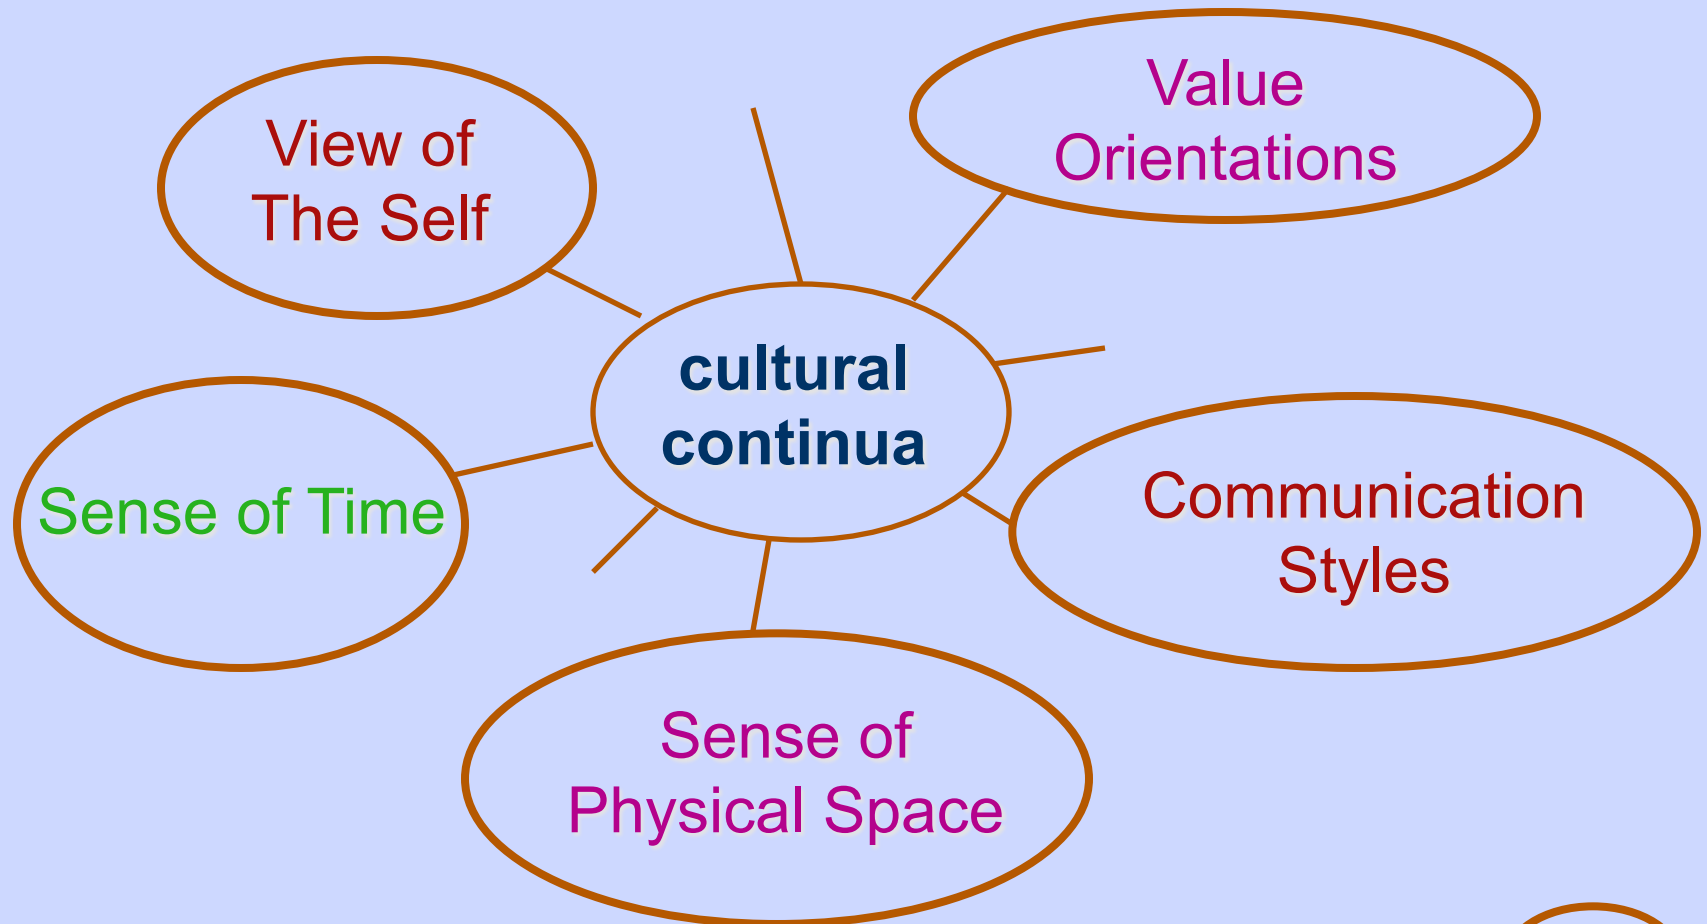 View of
The Self
Value
Orientations
cultural
continua
Sense of Time
Communication
Styles
Sense of
Physical Space